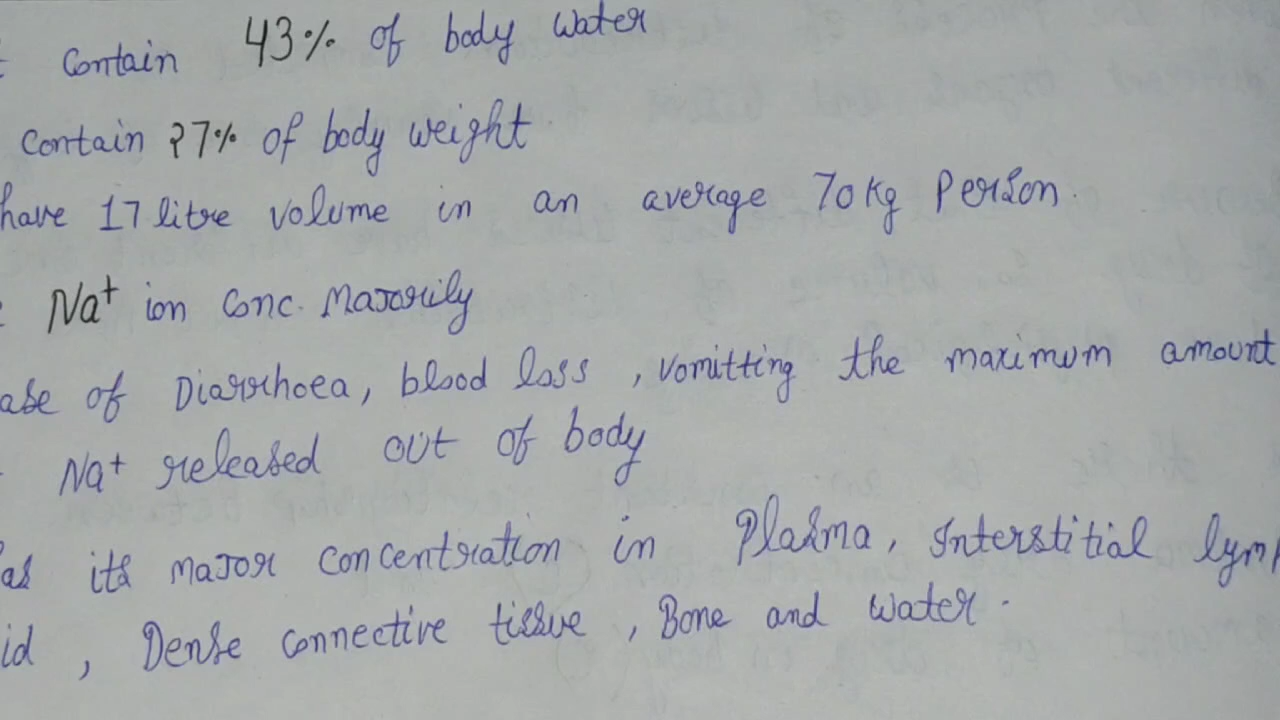 Contain 43% of body water
Contain 27% of body weight.
have 17 litre volume in an average 70 kg Person.
Na+ ion conc. Majorily
of Diarrhoea, blood loss, vomitting the maximum amount
Na+ released out of body
its major concentration in Plasma, Interstitial
, Dense connective tissue, Bone and water.